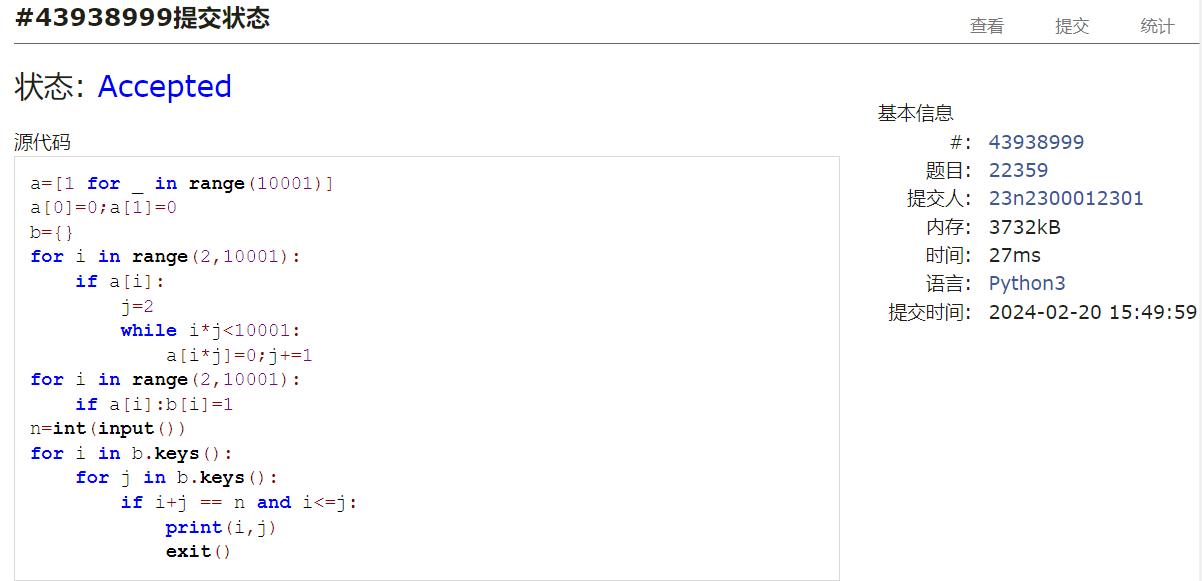 #43938999提交状态
查看 提交 统计
状态: Accepted
源代码
a=[1 for _ in range(10001)]
a[0]=0;a[1]=0
b={}
for i in range(2,10001):
    if a[i]:
        j=2
        while i*j<10001:
            a[i*j]=0;j+=1
for i in range(2,10001):
    if a[i]:b[i]=1
n=int(input())
for i in b.keys():
    for j in b.keys():
        if i+j == n and i<=j:
            print(i,j)
            exit()
基本信息
#: 43938999
题目: 22359
提交人: 23n2300012301
内存: 3732kB
时间: 27ms
语言: Python3
提交时间: 2024-02-20 15:49:59